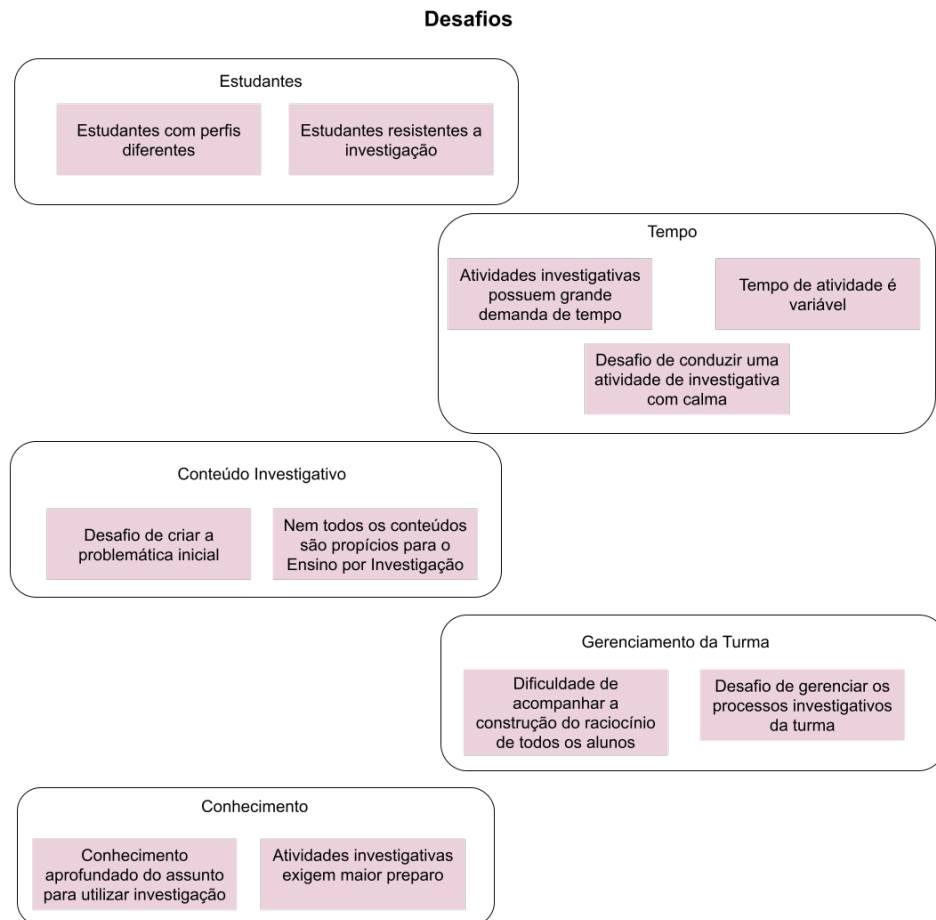 Desafios
Estudantes
Estudantes com perfis
diferentes
Estudantes resistentes a
investigação
Tempo
Atividades investigativas
possuem grande
demanda de tempo
Tempo de atividade é
variável
Desafio de conduzir uma
atividade de investigativa
com calma
Conteúdo Investigativo
Desafio de criar a
problemática inicial
Nem todos os conteúdos
são propícios para o
Ensino por Investigação
Gerenciamento da Turma
Dificuldade de
acompanhar a
construção do raciocínio
de todos os alunos
Desafio de gerenciar os
processos investigativos
da turma
Conhecimento
Conhecimento
aprofundado do assunto
para utilizar investigação
Atividades investigativas
exigem maior preparo